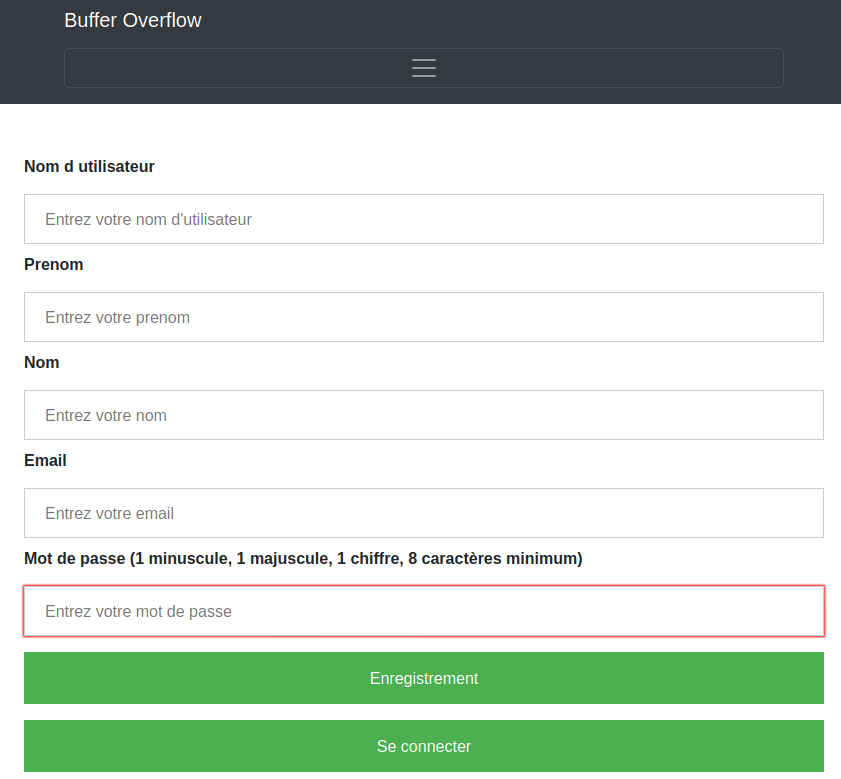 Buffer Overflow
Nom d utilisateur
Entrez votre nom d'utilisateur
Prenom
Entrez votre prenom
Nom
Entrez votre nom
Email
Entrez votre email
Mot de passe (1 minuscule, 1 majuscule, 1 chiffre, 8 caractères minimum)
Entrez votre mot de passe
Enregistrement
Se connecter